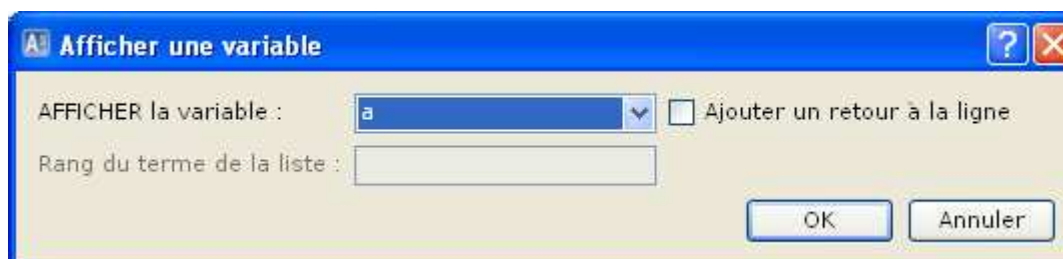 Afficher une variable
AFFICHER la variable : a Ajouter un retour à la ligne
Rang du terme de la liste :
OK Annuler